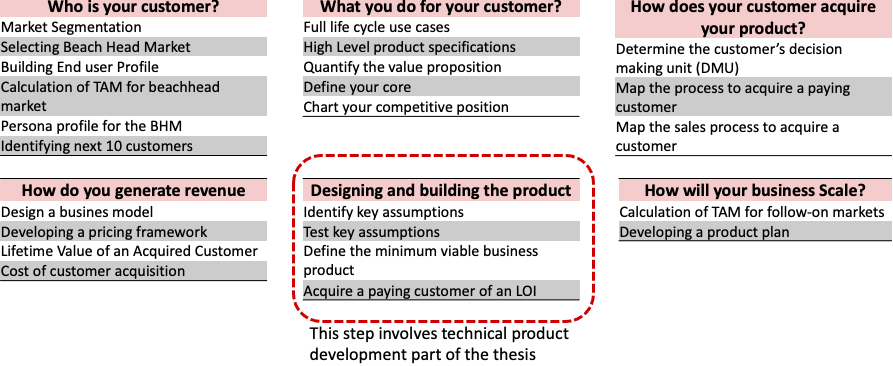 Who is your customer?
Market Segmentation
Selecting Beach Head Market
Building End user Profile
Calculation of TAM for beachhead
market
Persona profile for the BHM
Identifying next 10 customers
What you do for your customer?
Full life cycle use cases
High Level product specifications
Quantify the value proposition
Define your core
Chart your competitive position
How does your customer acquire
your product?
Determine the customer's decision
making unit (DMU)
Map the process to acquire a paying
customer
Map the sales process to acquire a
customer
How do you generate revenue
Design a busines model
Developing a pricing framework
Lifetime Value of an Acquired Customer
Cost of customer acquisition
Designing and building the product
Identify key assumptions
Test key assumptions
Define the minimum viable business
product
Acquire a paying customer of an LOI
This step involves technical product
development part of the thesis
How will your business Scale?
Calculation of TAM for follow-on markets
Developing a product plan